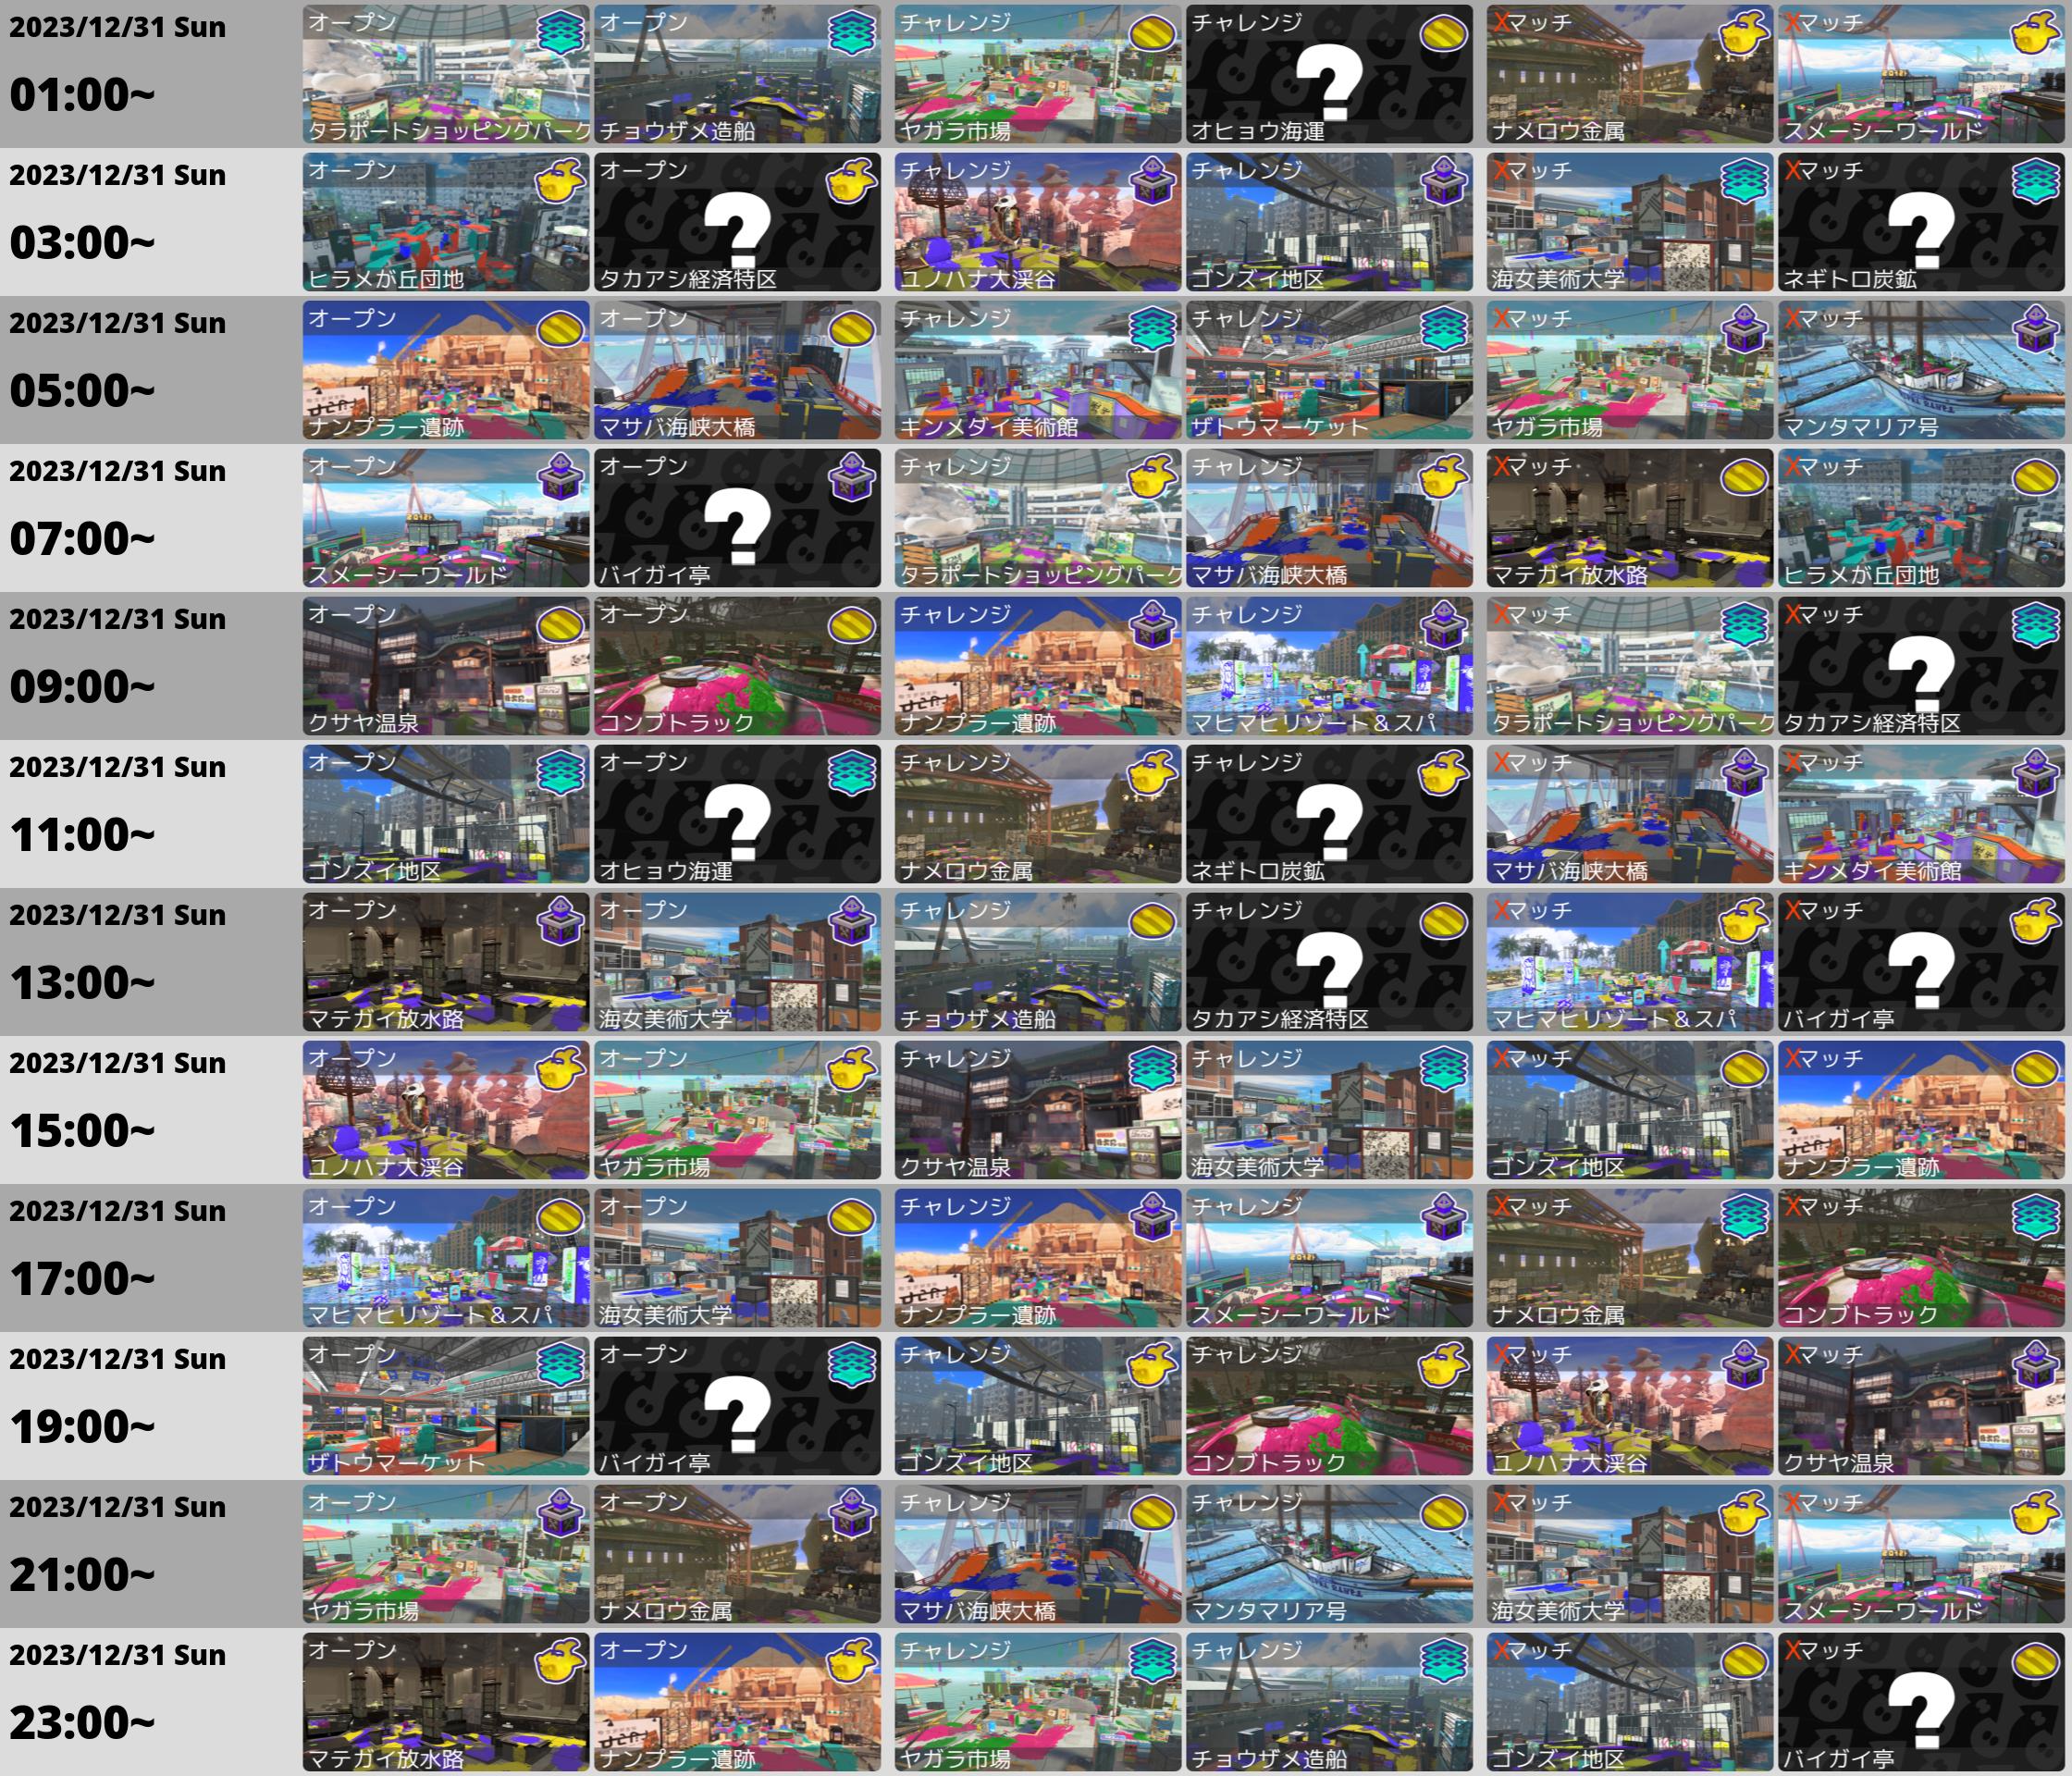 2023/12/31 Sun
01:00~
オープン
タラポートショッピングパーク
オープン
チョウザメ造船
チャレンジ
ヤガラ市場
チャレンジ
オヒョウ海運
Xマッチ
ナメロウ金属
Xマッチ
スメーシーワールド
2023/12/31 Sun
03:00~
オープン
ヒラメが丘団地
オープン
タカアシ経済特区
チャレンジ
ユノハナ大渓谷
チャレンジ
ゴンズイ地区
Xマッチ
海女美術大学
Xマッチ
ネギトロ炭鉱
2023/12/31 Sun
05:00~
オープン
ナンプラー遺跡
オープン
マサバ海峡大橋
チャレンジ
キンメダイ美術館
チャレンジ
ザトウマーケット
Xマッチ
ヤガラ市場
Xマッチ
マンタマリア号
2023/12/31 Sun
07:00~
オープン
スメーシーワールド
オープン
バイガイ亭
チャレンジ
タラポートショッピングパーク
チャレンジ
マサバ海峡大橋
Xマッチ
マテガイ放水路
Xマッチ
ヒラメが丘団地
2023/12/31 Sun
09:00~
オープン
クサヤ温泉
オープン
コンブトラック
チャレンジ
ナンプラー遺跡
チャレンジ
マヒマヒリゾート＆スパ
Xマッチ
タラポートショッピングパーク
Xマッチ
タカアシ経済特区
2023/12/31 Sun
11:00~
オープン
ゴンズイ地区
オープン
オヒョウ海運
チャレンジ
ナメロウ金属
チャレンジ
ネギトロ炭鉱
Xマッチ
マサバ海峡大橋
Xマッチ
キンメダイ美術館
2023/12/31 Sun
13:00~
オープン
マテガイ放水路
オープン
海女美術大学
チャレンジ
チョウザメ造船
チャレンジ
タカアシ経済特区
Xマッチ
マヒマヒリゾート＆スパ
Xマッチ
バイガイ亭
2023/12/31 Sun
15:00~
オープン
ユノハナ大渓谷
オープン
ヤガラ市場
チャレンジ
クサヤ温泉
チャレンジ
海女美術大学
Xマッチ
ゴンズイ地区
Xマッチ
ナンプラー遺跡
2023/12/31 Sun
17:00~
オープン
マヒマヒリゾート＆スパ
オープン
海女美術大学
チャレンジ
ナンプラー遺跡
チャレンジ
スメーシーワールド
Xマッチ
ナメロウ金属
Xマッチ
コンブトラック
2023/12/31 Sun
19:00~
オープン
ザトウマーケット
オープン
バイガイ亭
チャレンジ
ゴンズイ地区
チャレンジ
コンブトラック
Xマッチ
ユノハナ大渓谷
Xマッチ
クサヤ温泉
2023/12/31 Sun
21:00~
オープン
ヤガラ市場
オープン
ナメロウ金属
チャレンジ
マサバ海峡大橋
チャレンジ
マンタマリア号
Xマッチ
海女美術大学
Xマッチ
スメーシーワールド
2023/12/31 Sun
23:00~
オープン
マテガイ放水路
オープン
ナンプラー遺跡
チャレンジ
ヤガラ市場
チャレンジ
チョウザメ造船
Xマッチ
ゴンズイ地区
Xマッチ
バイガイ亭